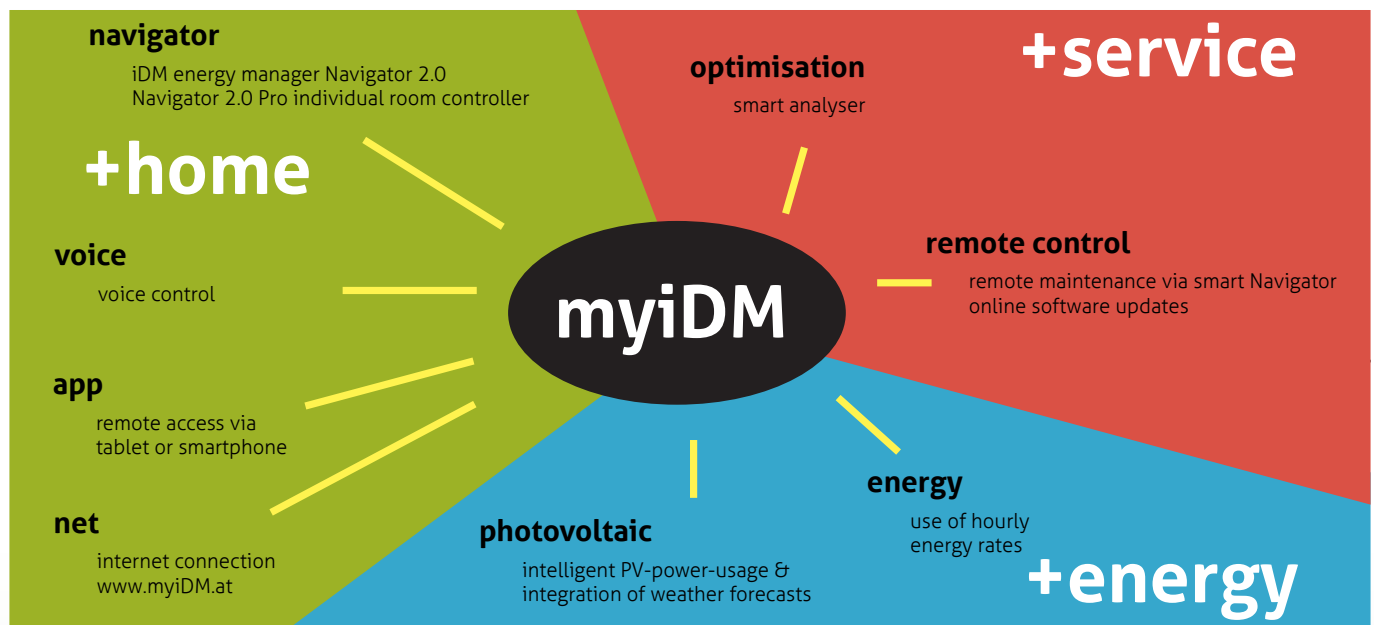 navigator
iDM energy manager Navigator 2.0
Navigator 2.0 Pro individual room controller
+home
voice
voice control
app
remote access via
tablet or smartphone
net
internet connection
www.myiDM.at
myiDM
+service
optimisation
smart analyser
remote control
remote maintenance via smart Navigator
online software updates
photovoltaic
intelligent PV-power-usage &
integration of weather forecasts
energy
use of hourly
energy rates
+energy